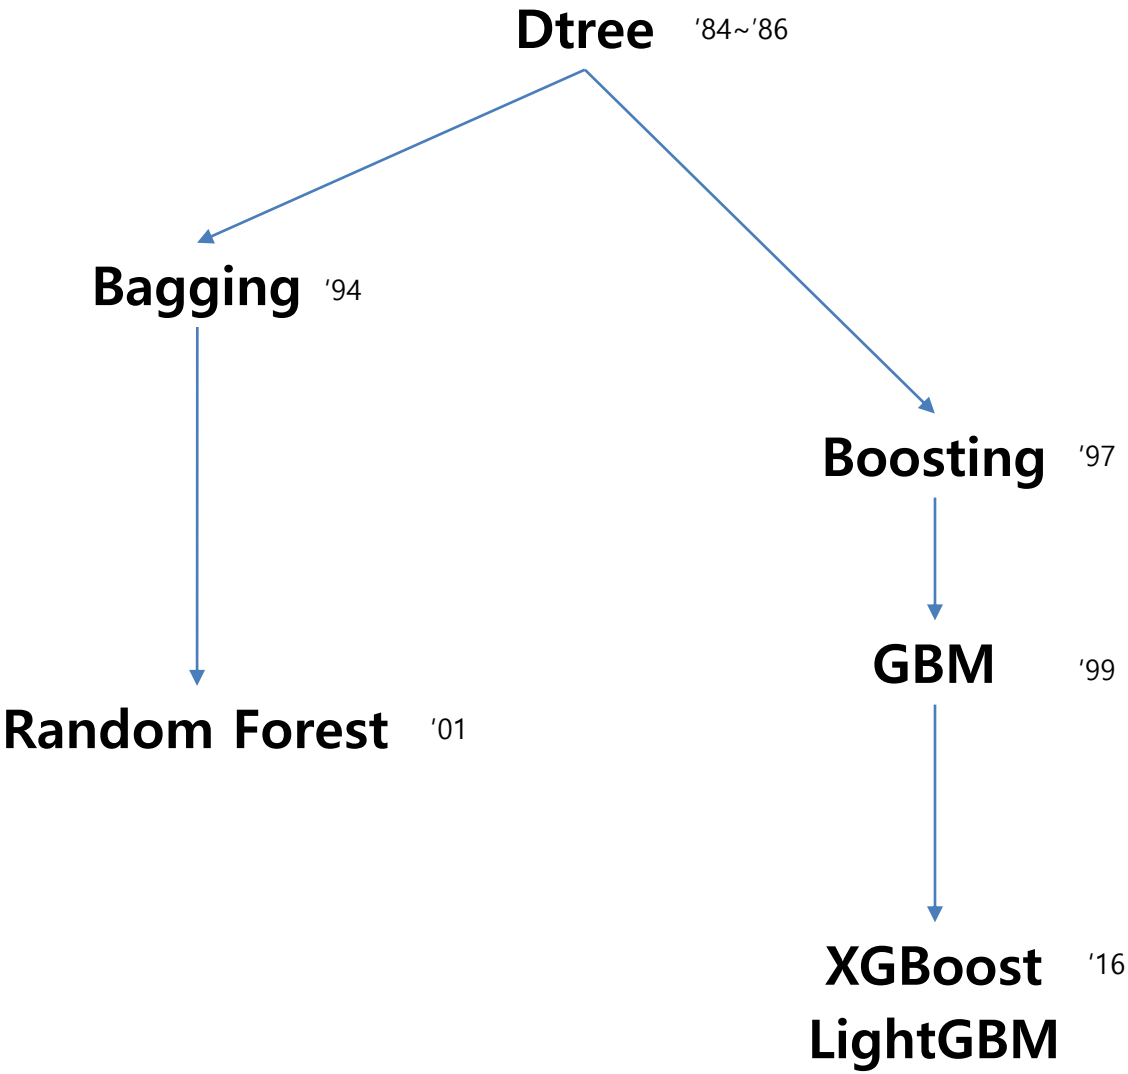 Dtree '84~'86
Bagging '94
Boosting '97
GBM '99
Random Forest '01
XGBoost '16
LightGBM